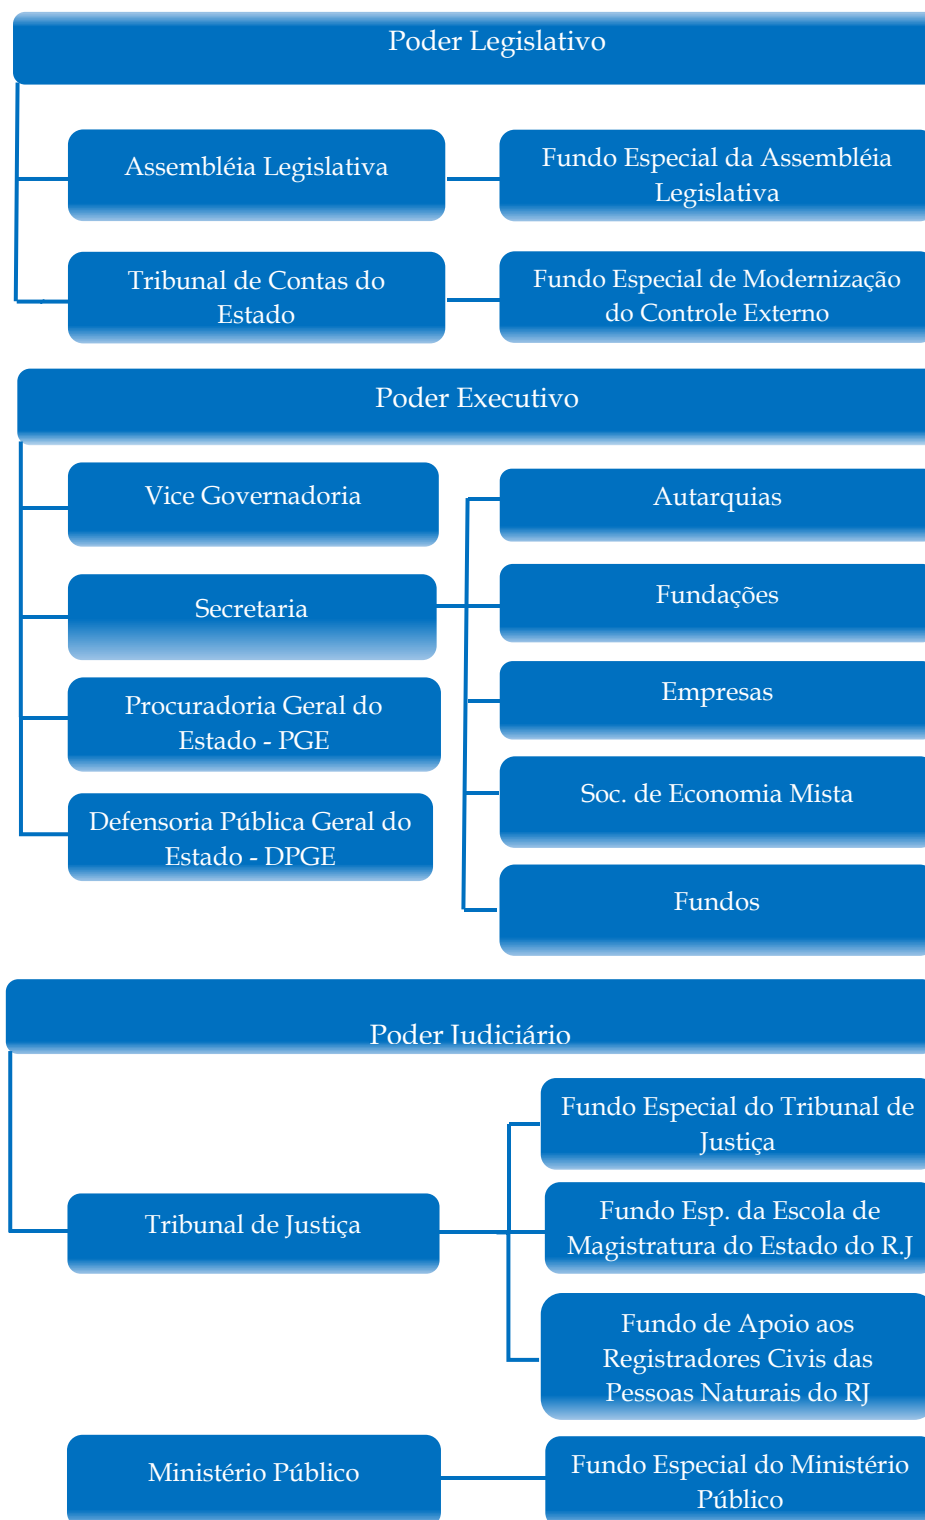 Poder Legislativo
Assembléia Legislativa
Fundo Especial da Assembléia
Legislativa
Tribunal de Contas do
Estado
Fundo Especial de Modernização
do Controle Externo
Poder Executivo
Vice Governadoria
Autarquias
Secretaria
Fundações
Procuradoria Geral do
Estado - PGE
Empresas
Defensoria Pública Geral do
Estado - DPGE
Soc. de Economia Mista
Fundos
Poder Judiciário
Fundo Especial do Tribunal de
Justiça
Tribunal de Justiça
Fundo Esp. da Escola de
Magistratura do Estado do R.J
Fundo de Apoio aos
Registradores Civis das
Pessoas Naturais do RJ
Ministério Público
Fundo Especial do Ministério
Público